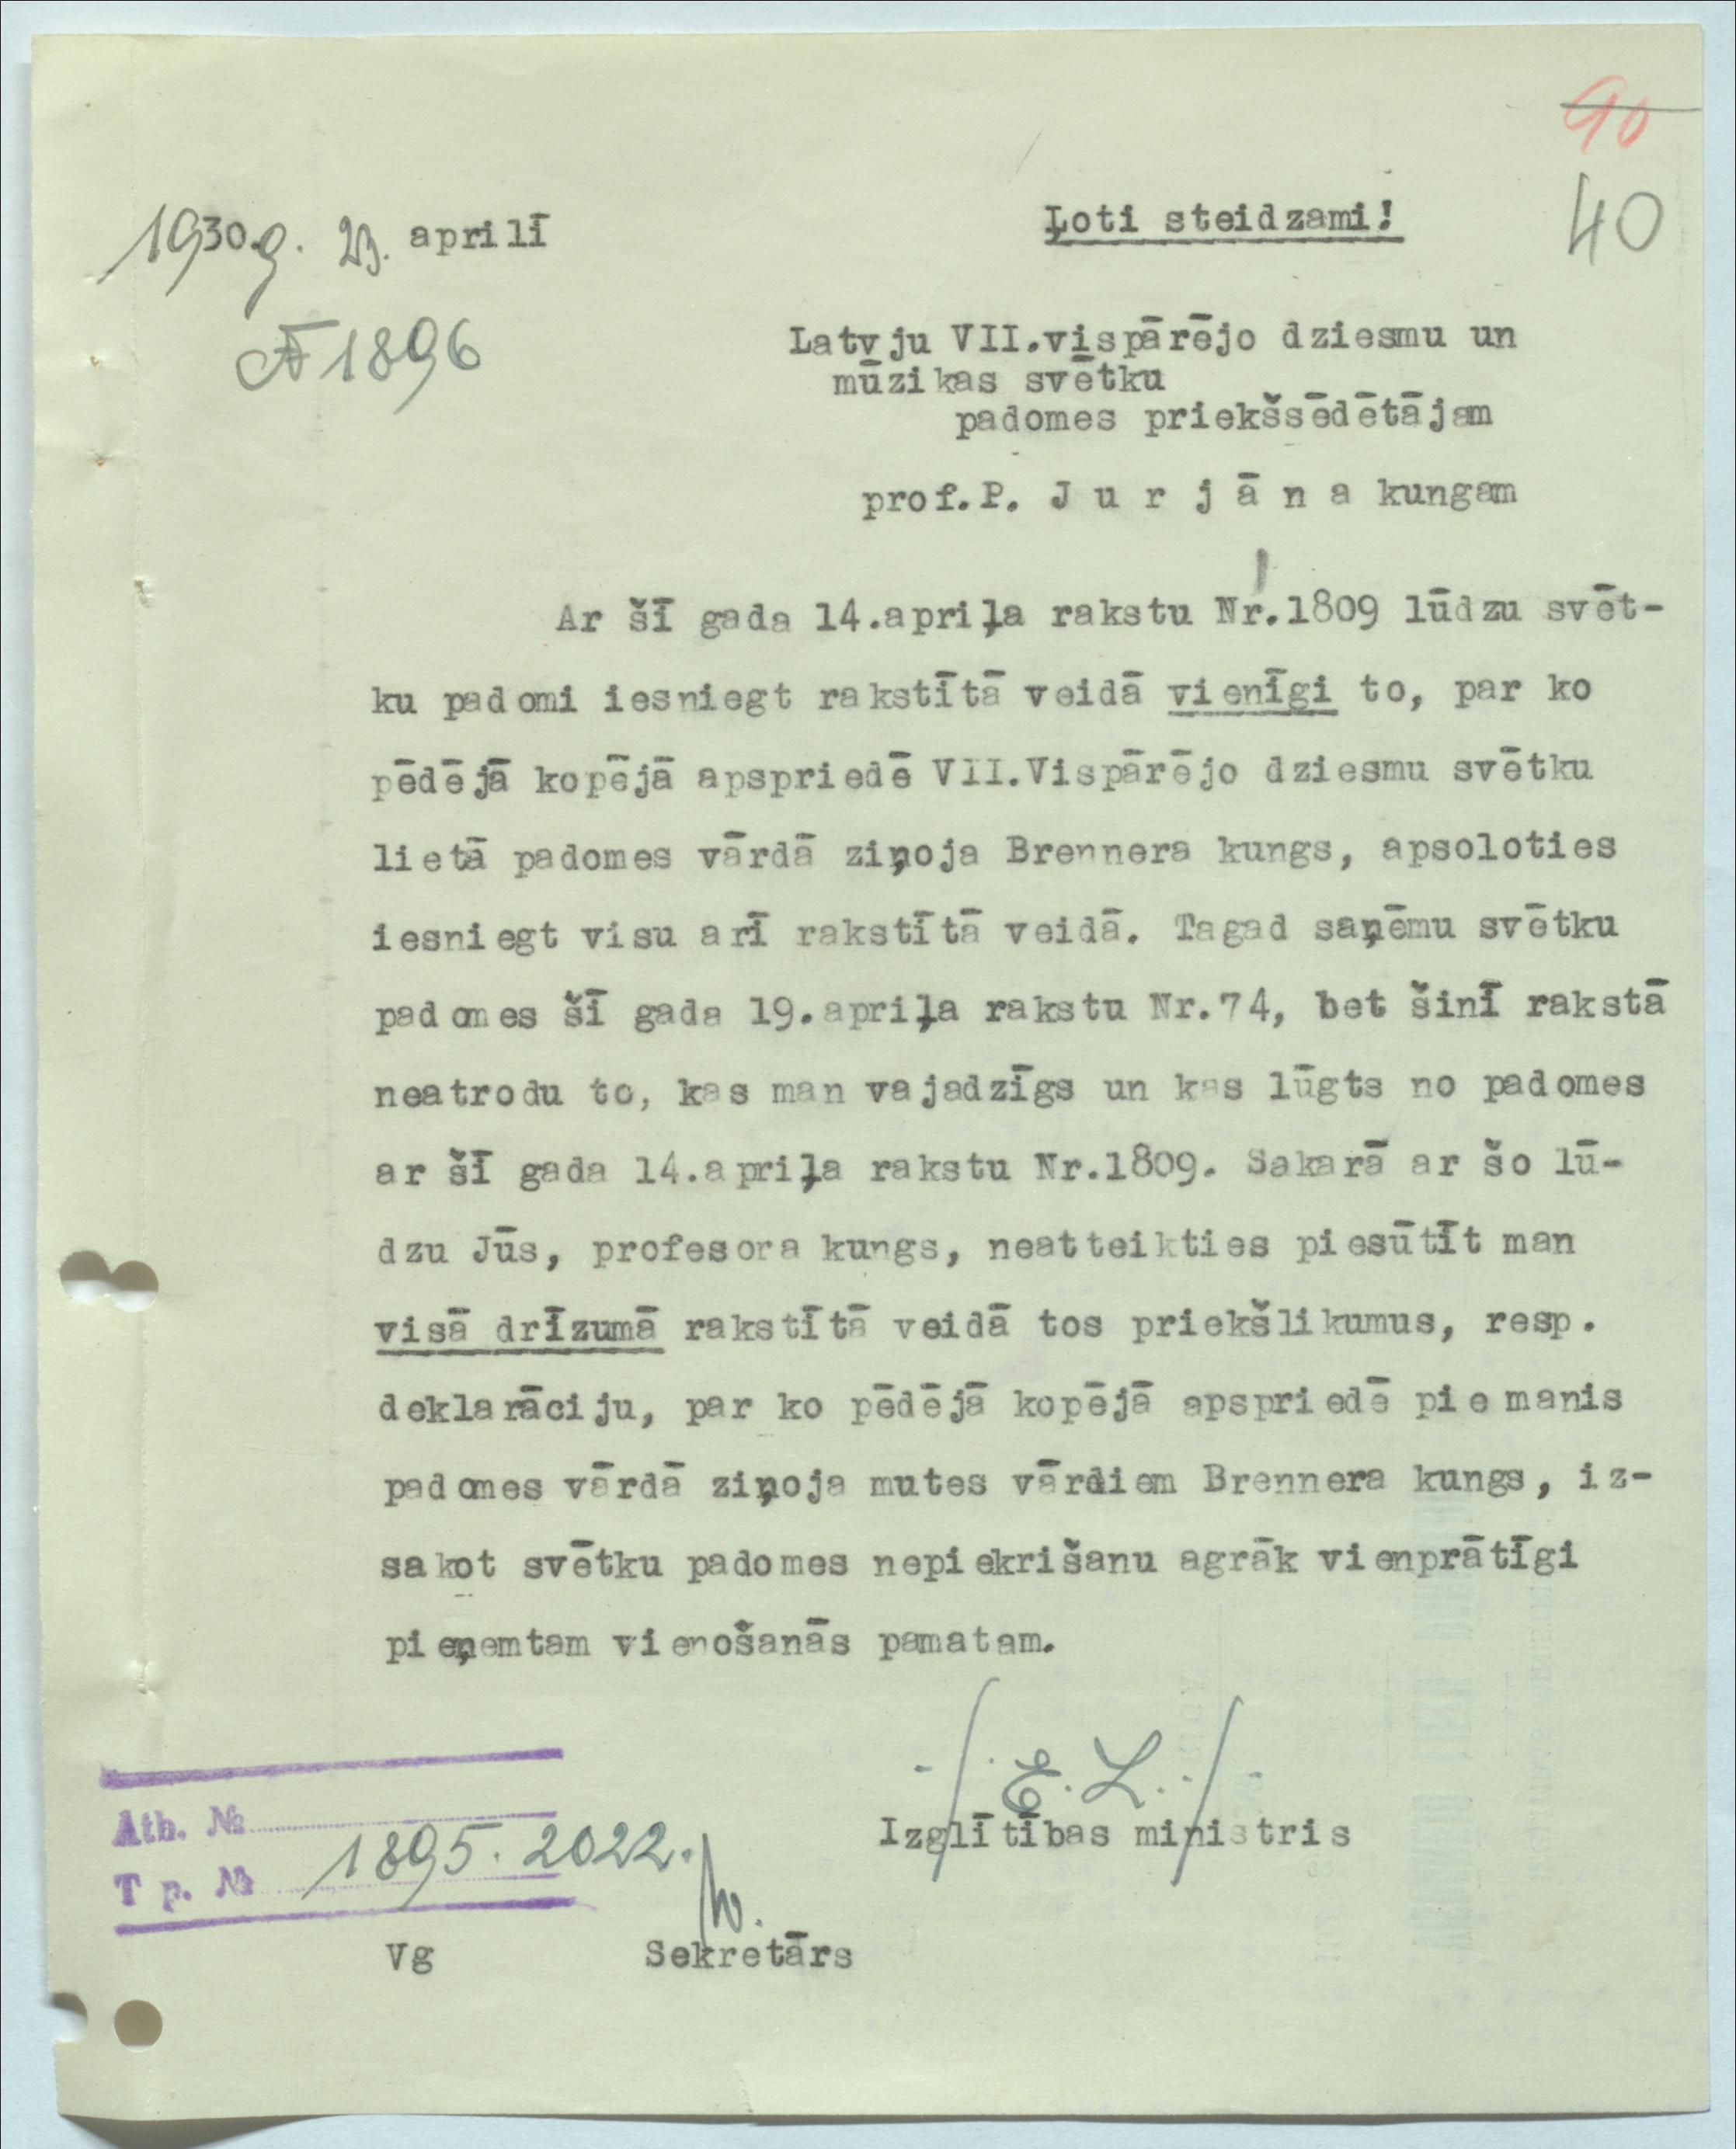 90
40
1930.g. 23. aprilī
Ļoti steidzami!
№ 1896
Latvju VII.vispārējo dziesmu un
mūzikas svētku
padomes priekšsēdētājam
prof.P. J u r j ā n a kungam
Ar šī gada 14.apriļa rakstu Nr.1809 lūdzu svēt-
ku padomi iesniegt rakstītā veidā vienīgi to, par ko
pēdējā kopējā apspriedē VII.Vispārējo dziesmu svētku
lietā padomes vārdā ziņoja Brennera kungs, apsoloties
iesniegt visu arī rakstītā veidā. Tagad saņēmu svētku
padomes šī gada 19.apriļa rakstu Nr.74, bet šinī rakstā
neatrodu to, kas man vajadzīgs un kas lūgts no padomes
ar šī gada 14.apriļa rakstu Nr.1809. Sakarā ar šo lū-
dzu Jūs, profesora kungs, neatteikties piesūtīt man
visā drīzumā rakstītā veidā tos priekšlikumus, resp.
deklarāciju, par ko pēdējā kopējā apspriedē pie manis
padomes vārdā ziņoja mutes vārdiem Brennera kungs, iz-
sakot svētku padomes nepiekrišanu agrāk vienprātīgi
pieņemtam vienošanās pamatam.
-/. E. L. ./-
Izglītības ministris
Atb. №
T p. № 1895. 2022.
Vg Sekretārs